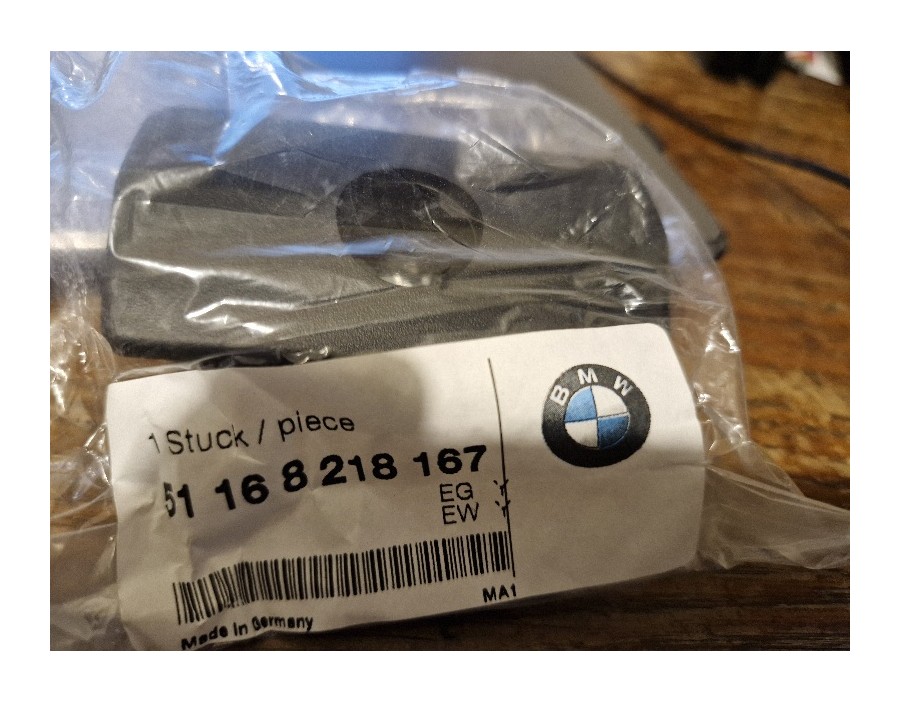 BMW
1 Stuck / piece
51 16 8 218 167
EG
EW
MA1
Made in Germany